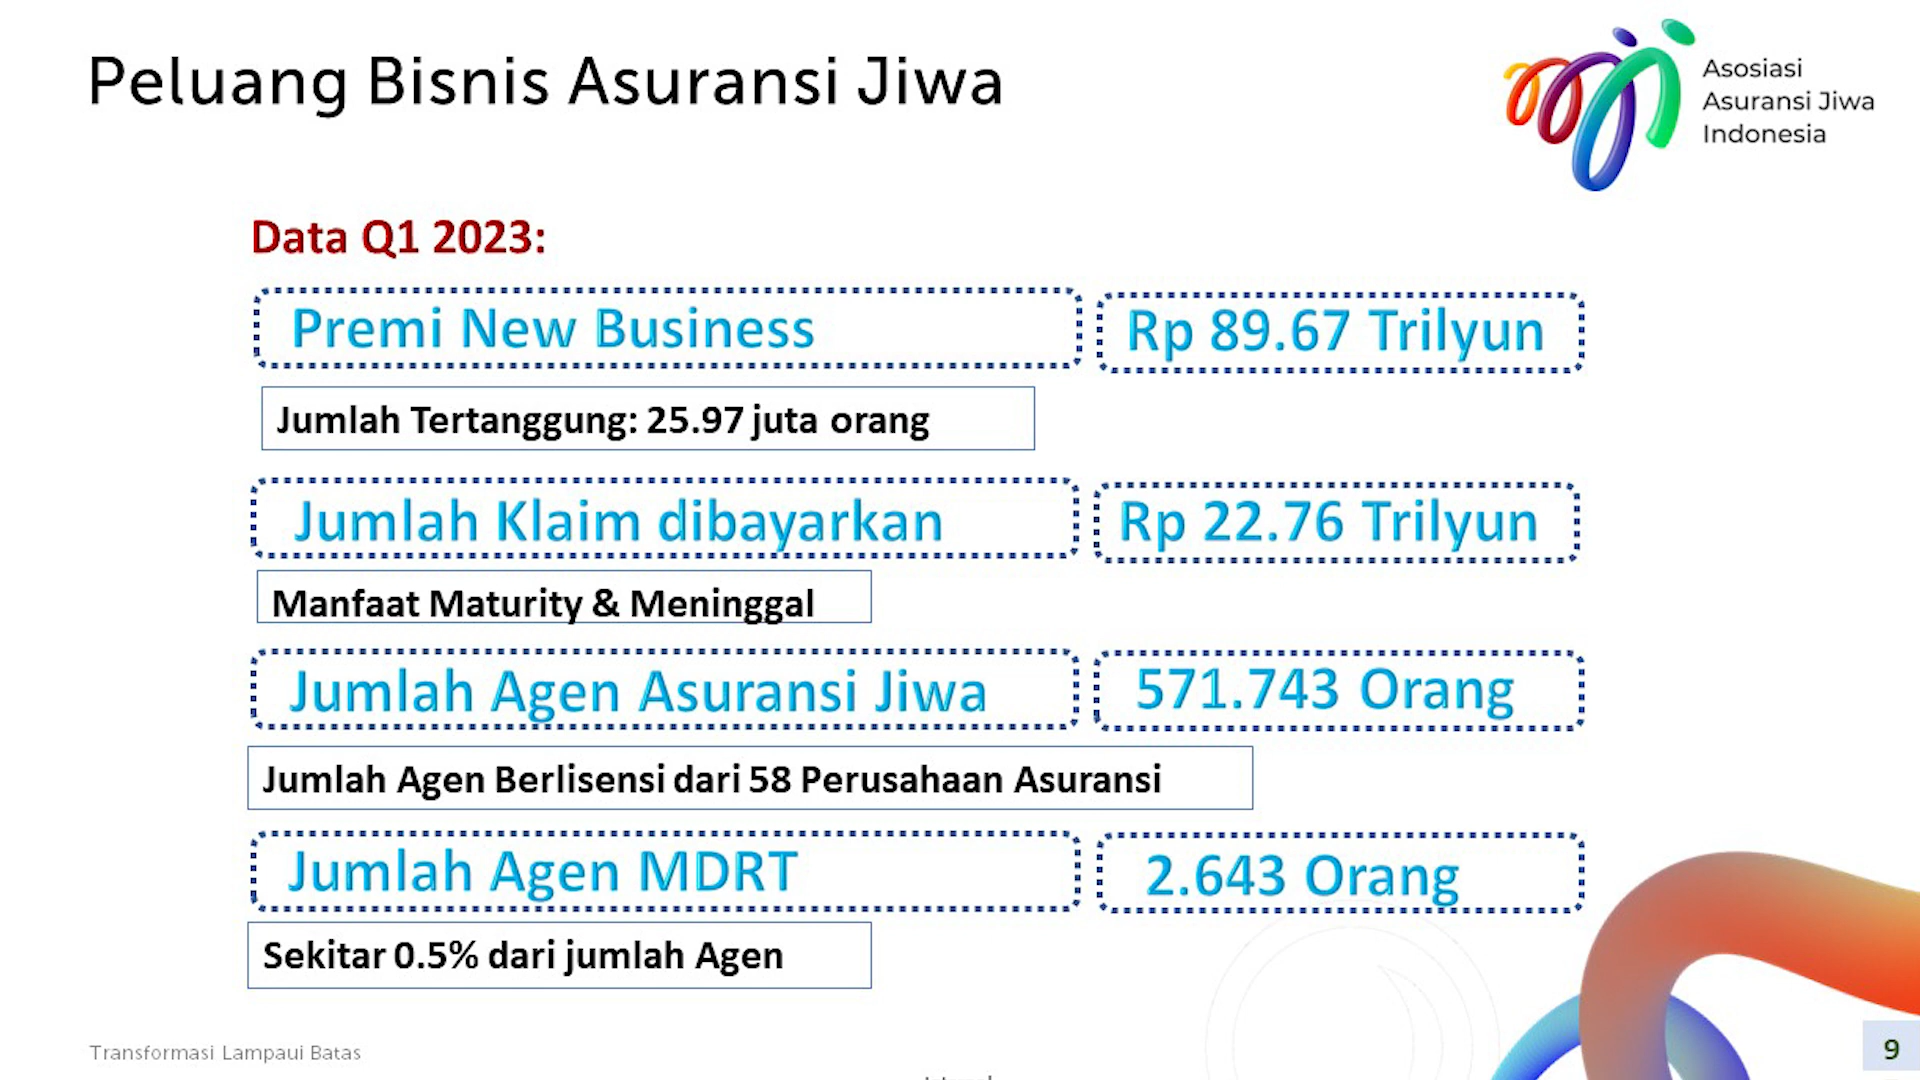 Peluang Bisnis Asuransi Jiwa
Asosiasi
Asuransi Jiwa
Indonesia
Data Q1 2023:
Premi New Business
Rp 89.67 Trilyun
Jumlah Tertanggung: 25.97 juta orang
Jumlah Klaim dibayarkan
Rp 22.76 Trilyun
Manfaat Maturity & Meninggal
Jumlah Agen Asuransi Jiwa
571.743 Orang
Jumlah Agen Berlisensi dari 58 Perusahaan Asuransi
Jumlah Agen MDRT
2.643 Orang
Sekitar 0.5% dari jumlah Agen
Transformasi Lampaui Batas
9